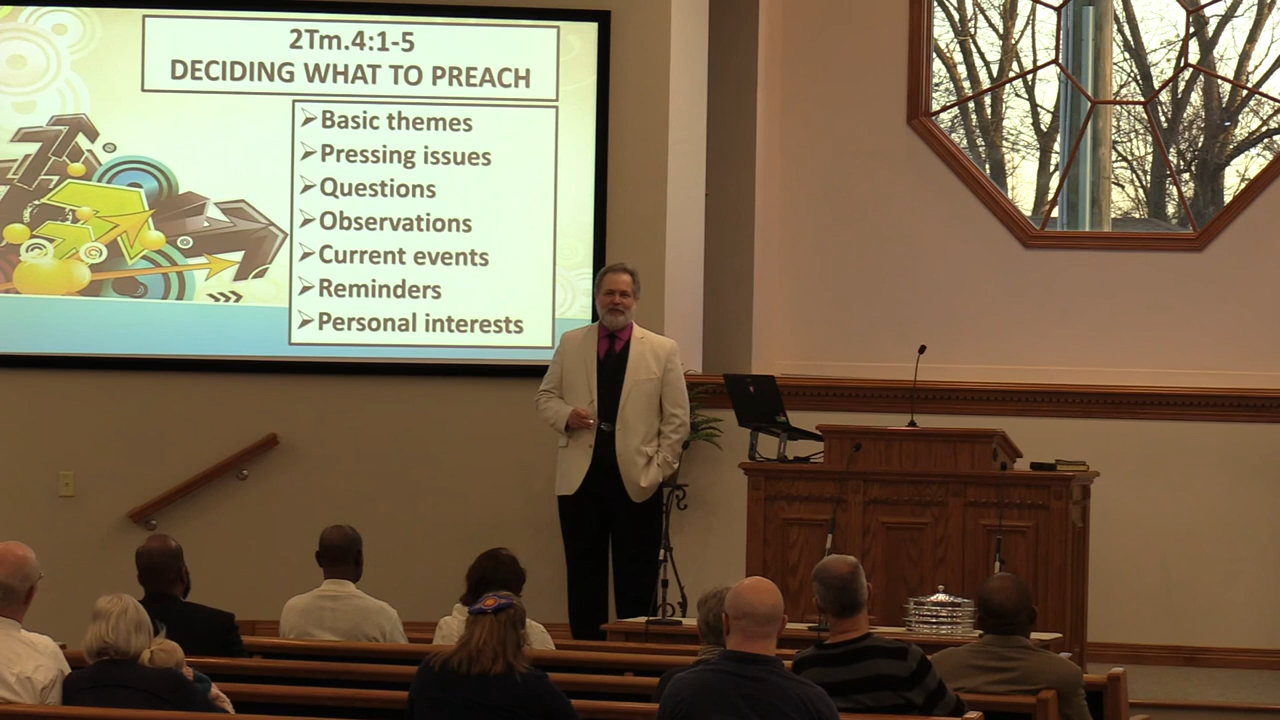 2Tm.4:1-5
DECIDING WHAT TO PREACH
➢Basic themes
➢Pressing issues
➢Questions
➢Observations
➢Current events
➢Reminders
➢Personal interests